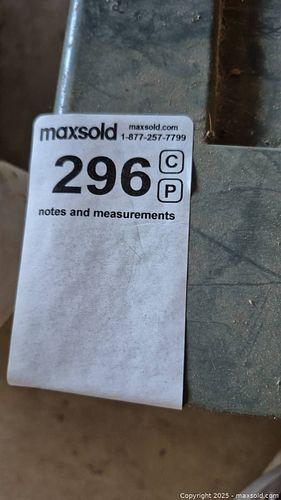 maxsold maxsold.com
1-877-257-7799
296 C
P
notes and measurements
Copyright © 2025 - maxsold.com